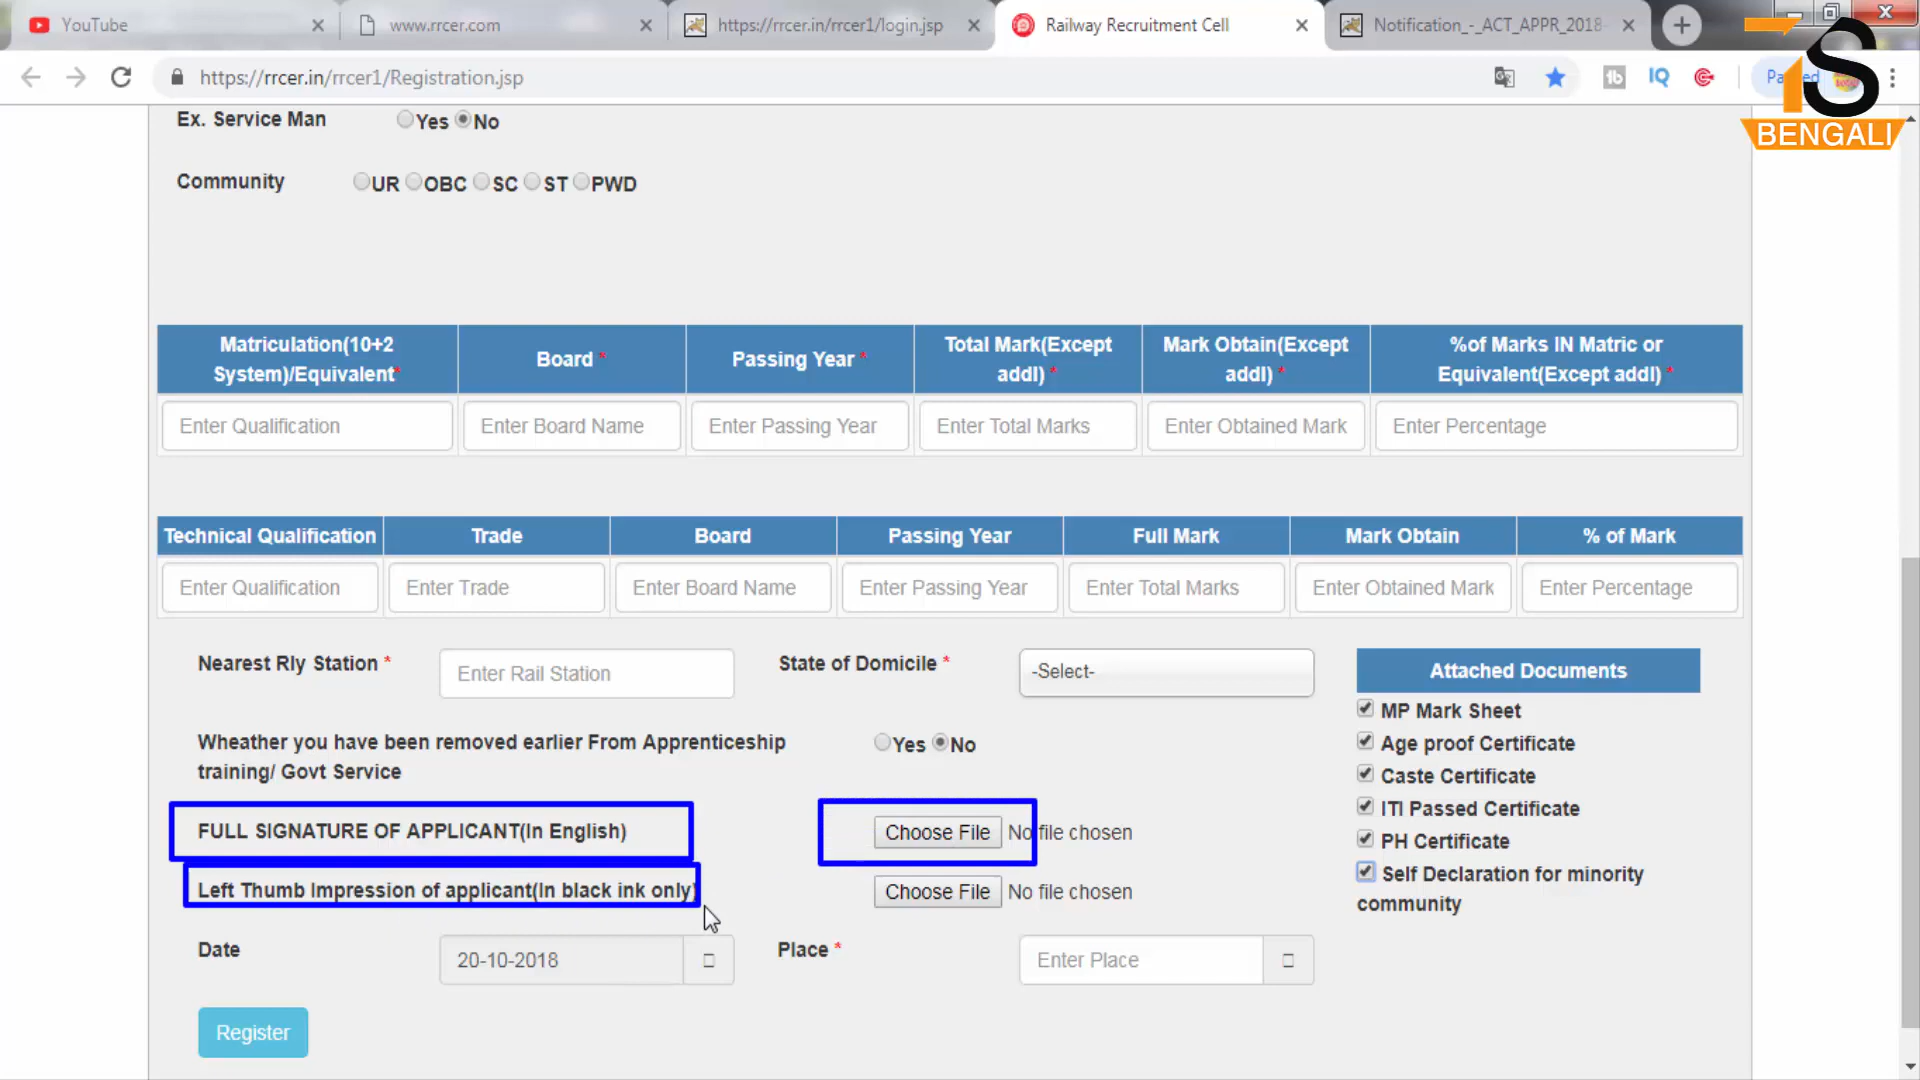 YouTube
www.rrcer.com
https://rrcer.in/rrcer1/login.jsp
Railway Recruitment Cell
Notification_-_ACT_APPR_2018-
https://rrcer.in/rrcer1/Registration.jsp
IQ
S
BENGALI
Ex. Service Man
Yes No
Community
UR OBC SC ST PWD
Matriculation(10+2 System)/Equivalent*
Board *
Passing Year *
Total Mark(Except addl) *
Mark Obtain(Except addl) *
%of Marks IN Matric or Equivalent(Except addl) *
Enter Qualification
Enter Board Name
Enter Passing Year
Enter Total Marks
Enter Obtained Mark
Enter Percentage
Technical Qualification
Trade
Board
Passing Year
Full Mark
Mark Obtain
% of Mark
Enter Qualification
Enter Trade
Enter Board Name
Enter Passing Year
Enter Total Marks
Enter Obtained Mark
Enter Percentage
Nearest Rly Station *
Enter Rail Station
State of Domicile *
-Select-
Attached Documents
MP Mark Sheet
Age proof Certificate
Caste Certificate
ITI Passed Certificate
PH Certificate
Self Declaration for minority
community
Wheather you have been removed earlier From Apprenticeship
training/ Govt Service
Yes No
FULL SIGNATURE OF APPLICANT(In English)
Choose File No file chosen
Left Thumb Impression of applicant(In black ink only)
Choose File No file chosen
Date
20-10-2018
Place *
Enter Place
Register